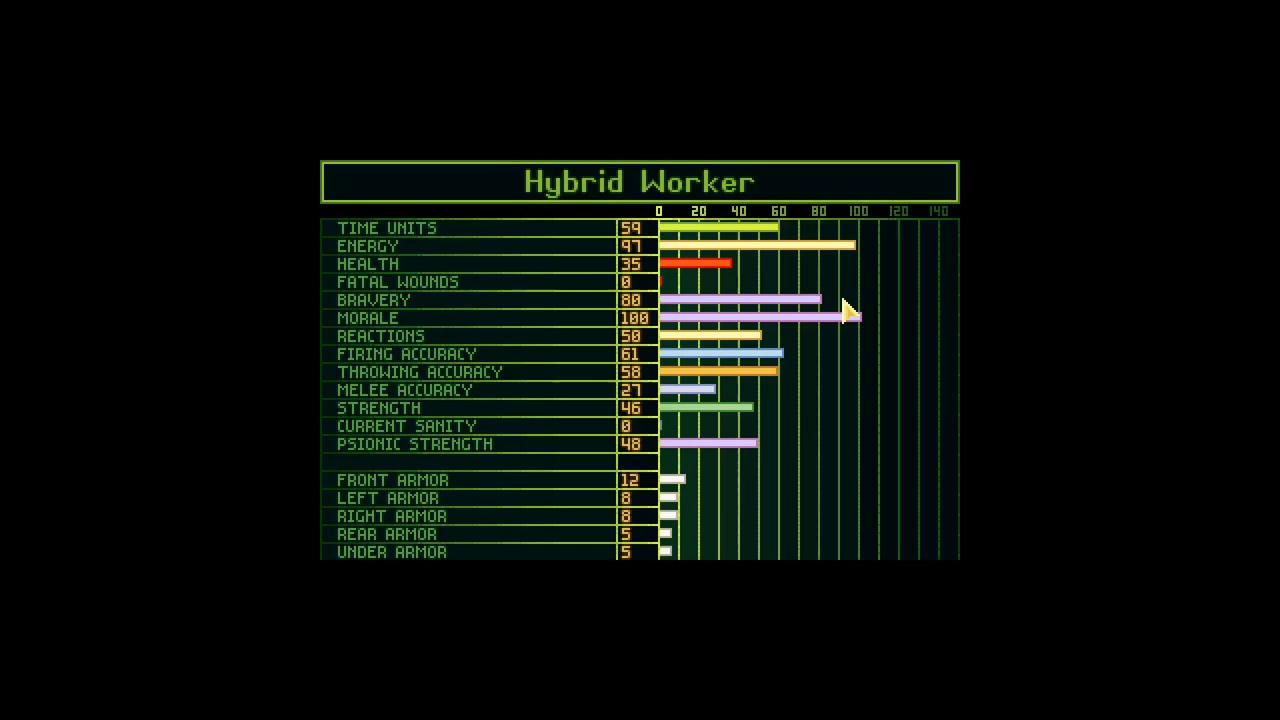 Hybrid Worker
0 20 40 60 80 100 120 140
TIME UNITS 59
ENERGY 97
HEALTH 35
FATAL WOUNDS 0
BRAVERY 80
MORALE 100
REACTIONS 50
FIRING ACCURACY 61
THROWING ACCURACY 58
MELEE ACCURACY 27
STRENGTH 46
CURRENT SANITY 0
PSIONIC STRENGTH 48
FRONT ARMOR 12
LEFT ARMOR 8
RIGHT ARMOR 8
REAR ARMOR 5
UNDER ARMOR 5